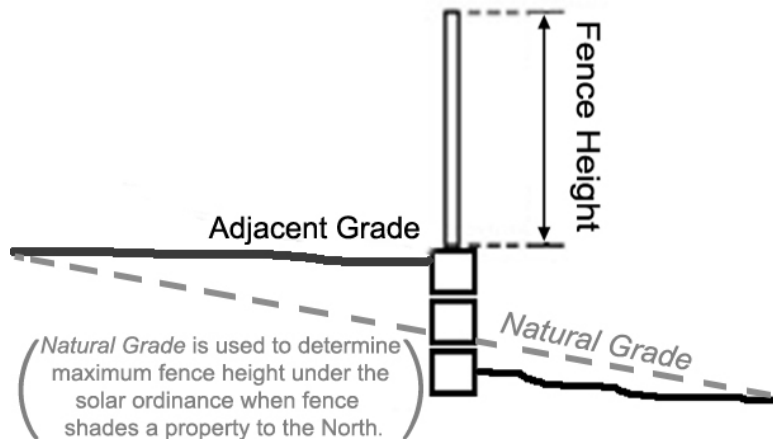 Fence Height
Adjacent Grade
Natural Grade
(Natural Grade is used to determine
maximum fence height under the
solar ordinance when fence
shades a property to the North.)